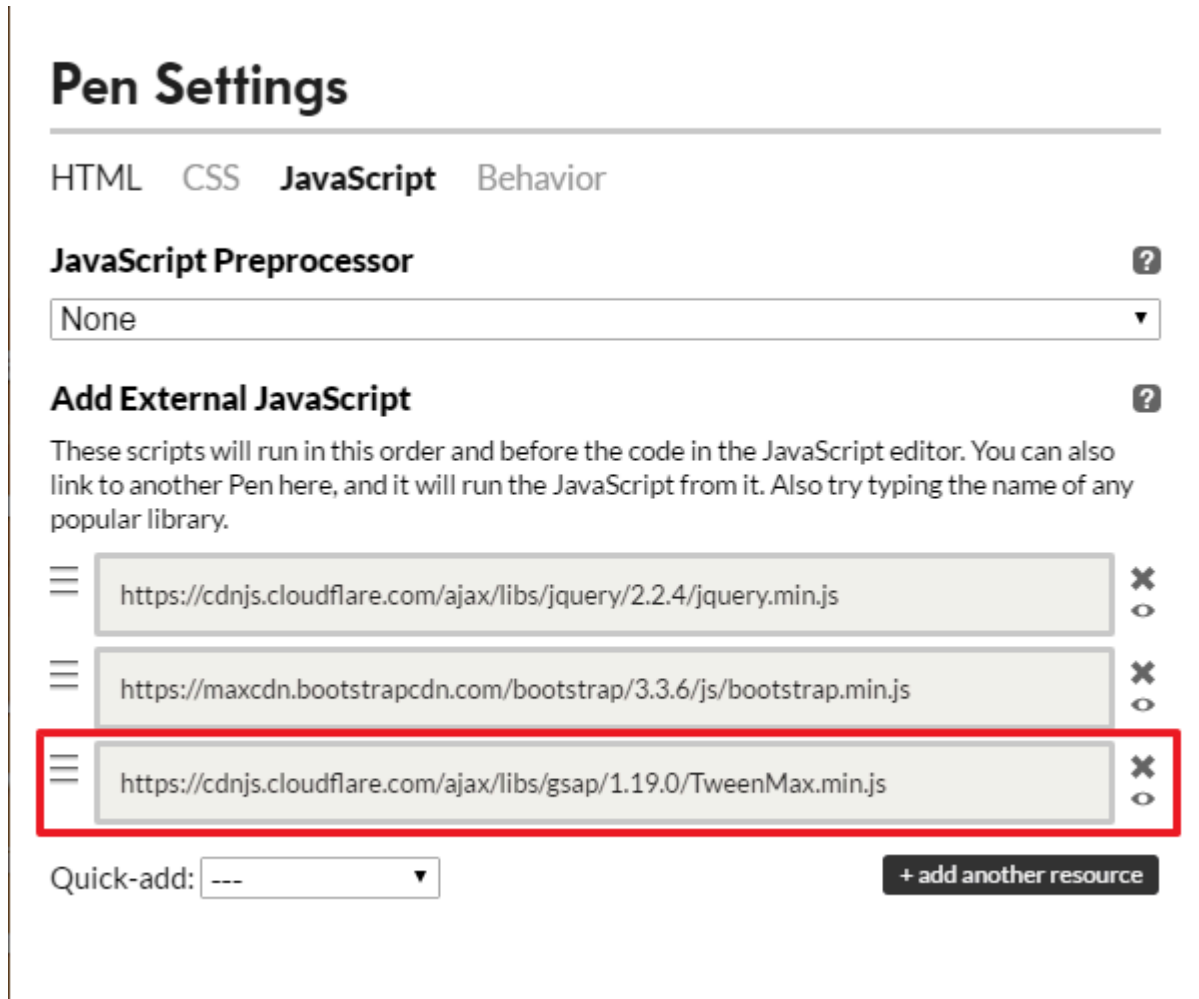 Pen Settings
HTML CSS JavaScript Behavior
JavaScript Preprocessor ?
None
Add External JavaScript ?
These scripts will run in this order and before the code in the JavaScript editor. You can also
link to another Pen here, and it will run the JavaScript from it. Also try typing the name of any
popular library.
https://cdnjs.cloudflare.com/ajax/libs/jquery/2.2.4/jquery.min.js
https://maxcdn.bootstrapcdn.com/bootstrap/3.3.6/js/bootstrap.min.js
https://cdnjs.cloudflare.com/ajax/libs/gsap/1.19.0/TweenMax.min.js
Quick-add: --- + add another resource